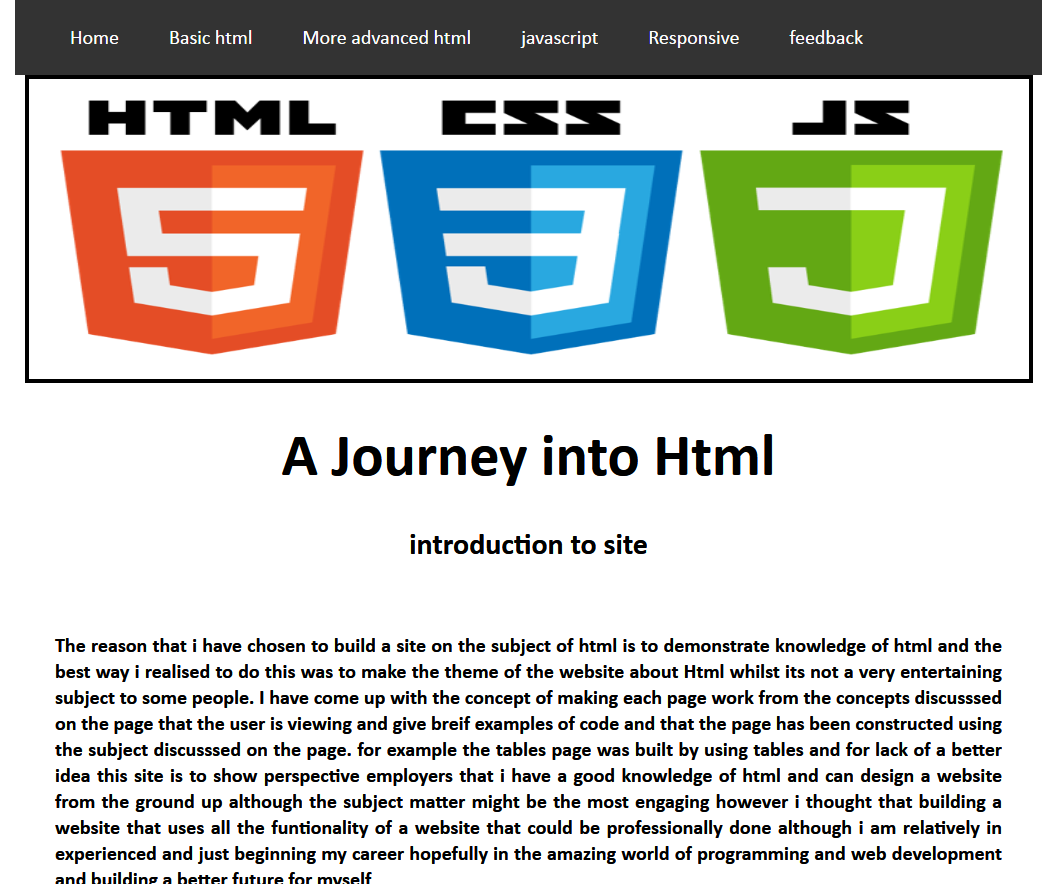 Home Basic html More advanced html javascript Responsive feedback
HTML CSS JS
A Journey into Html
introduction to site
The reason that i have chosen to build a site on the subject of html is to demonstrate knowledge of html and the
best way i realised to do this was to make the theme of the website about Html whilst its not a very entertaining
subject to some people. I have come up with the concept of making each page work from the concepts discusssed
on the page that the user is viewing and give breif examples of code and that the page has been constructed using
the subject discusssed on the page. for example the tables page was built by using tables and for lack of a better
idea this site is to show perspective employers that i have a good knowledge of html and can design a website
from the ground up although the subject matter might be the most engaging however i thought that building a
website that uses all the funtionality of a website that could be professionally done although i am relatively in
experienced and just beginning my career hopefully in the amazing world of programming and web development
and building a better future for myself